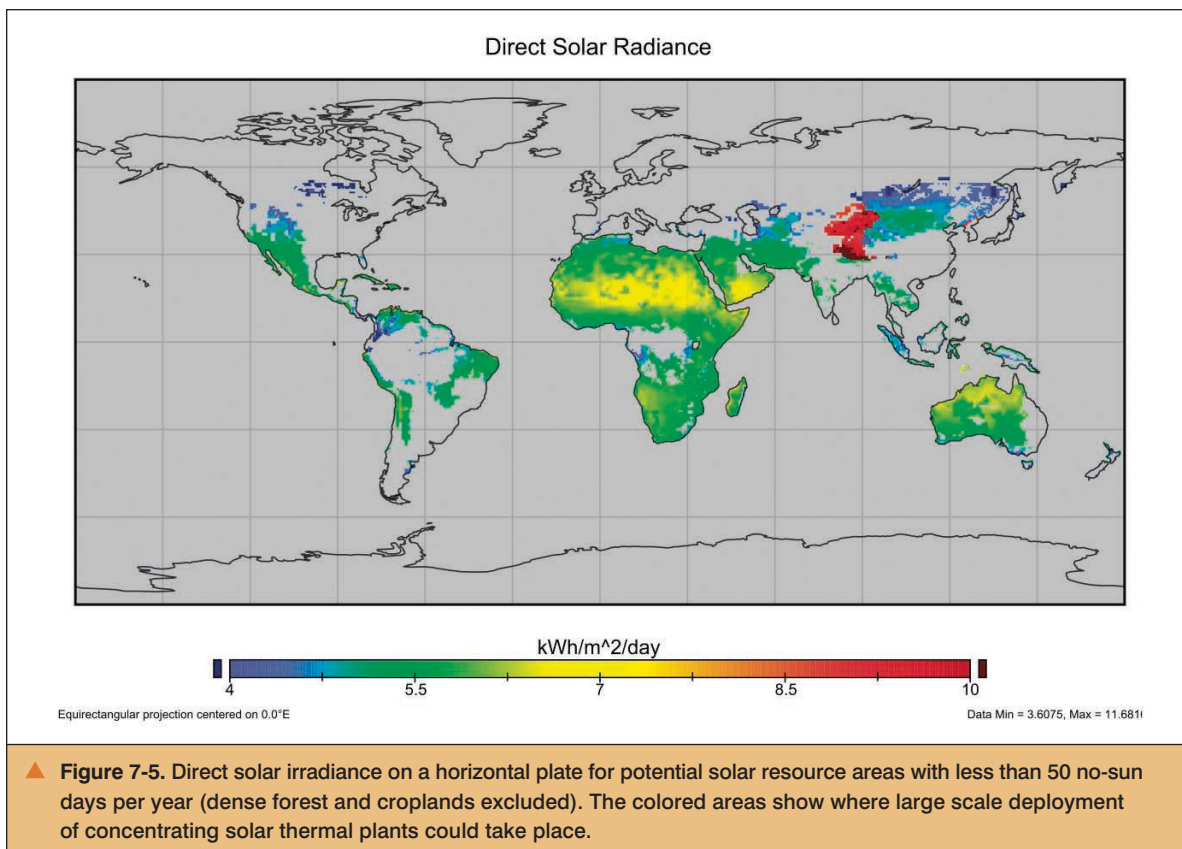 Direct Solar Radiance
kWh/m^2/day
4 5.5 7 8.5 10
Equirectangular projection centered on 0.0°E Data Min = 3.6075, Max = 11.681
▲ Figure 7-5. Direct solar irradiance on a horizontal plate for potential solar resource areas with less than 50 no-sun
days per year (dense forest and croplands excluded). The colored areas show where large scale deployment
of concentrating solar thermal plants could take place.